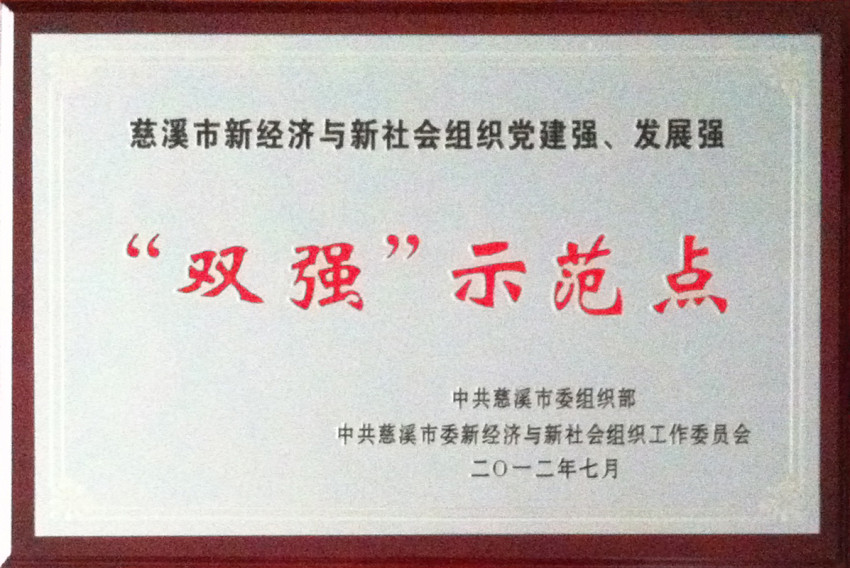 慈溪市新经济与新社会组织党建强、发展强
“双强”示范点
中共慈溪市委组织部
中共慈溪市委新经济与新社会组织工作委员会
二〇一二年七月